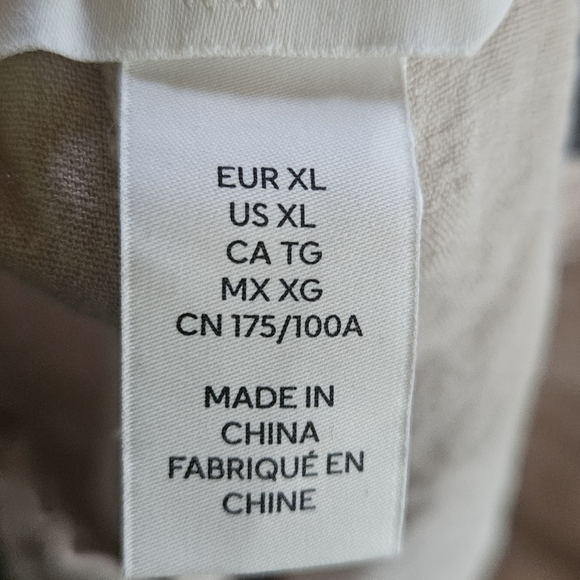 EUR XL
US XL
CA TG
MX XG
CN 175/100A
MADE IN
CHINA
FABRIQUÉ EN
CHINE